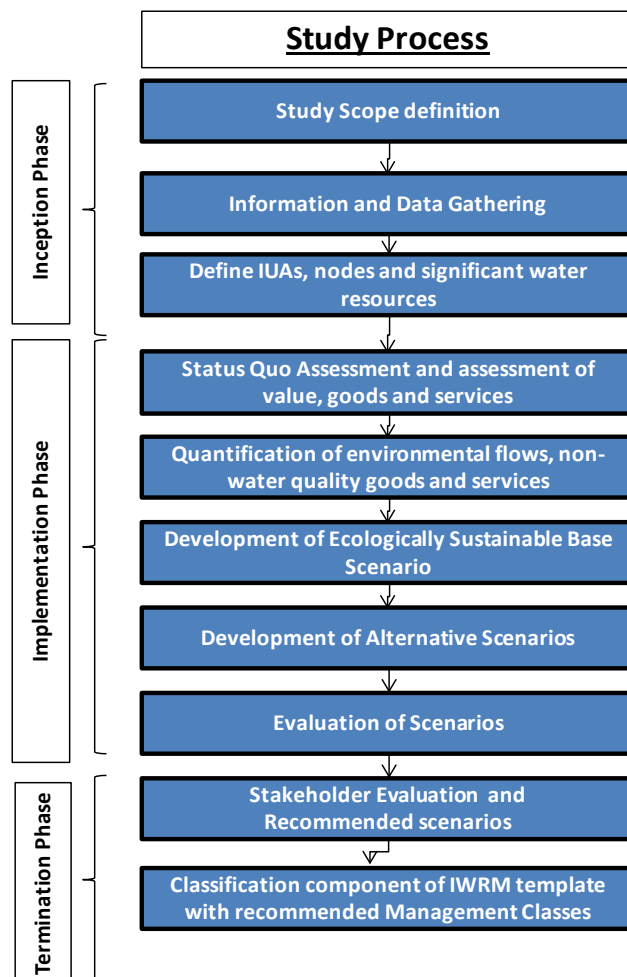 Study Process
Inception Phase
Study Scope definition
Information and Data Gathering
Define IUAs, nodes and significant water
resources
Implementation Phase
Status Quo Assessment and assessment of
value, goods and services
Quantification of environmental flows, non-
water quality goods and services
Development of Ecologically Sustainable Base
Scenario
Development of Alternative Scenarios
Evaluation of Scenarios
Termination Phase
Stakeholder Evaluation and
Recommended scenarios
Classification component of IWRM template
with recommended Management Classes